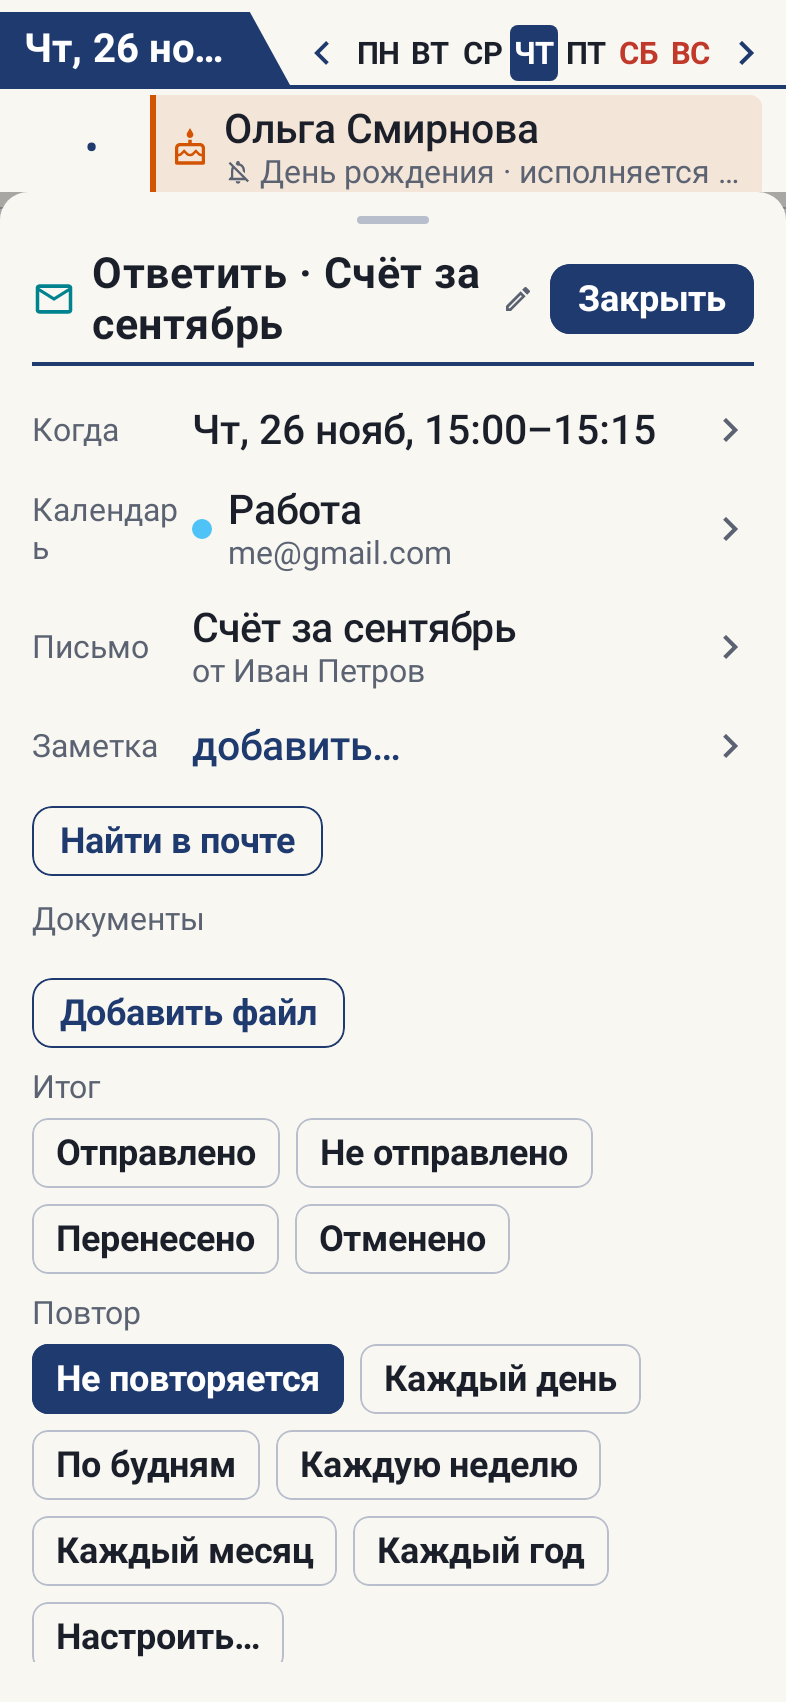 Чт, 26 но...
ПН ВТ СР ЧТ ПТ СБ ВС
Ольга Смирнова
День рождения · исполняется ...
Ответить · Счёт за
сентябрь
Закрыть
Когда
Чт, 26 нояб, 15:00–15:15
Календар
ь
Работа
me@gmail.com
Письмо
Счёт за сентябрь
от Иван Петров
Заметка
добавить...
Найти в почте
Документы
Добавить файл
Итог
Отправлено
Не отправлено
Перенесено
Отменено
Повтор
Не повторяется
Каждый день
По будням
Каждую неделю
Каждый месяц
Каждый год
Настроить...